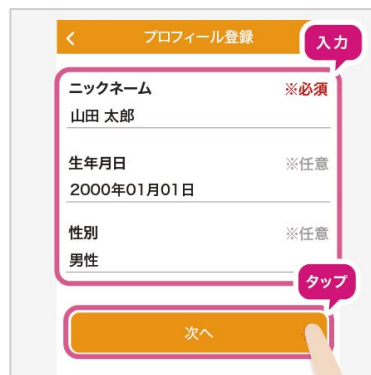 プロフィール登録
入力
ニックネーム ※必須
山田 太郎
生年月日 ※任意
2000年01月01日
性別 ※任意
男性
タップ
次へ